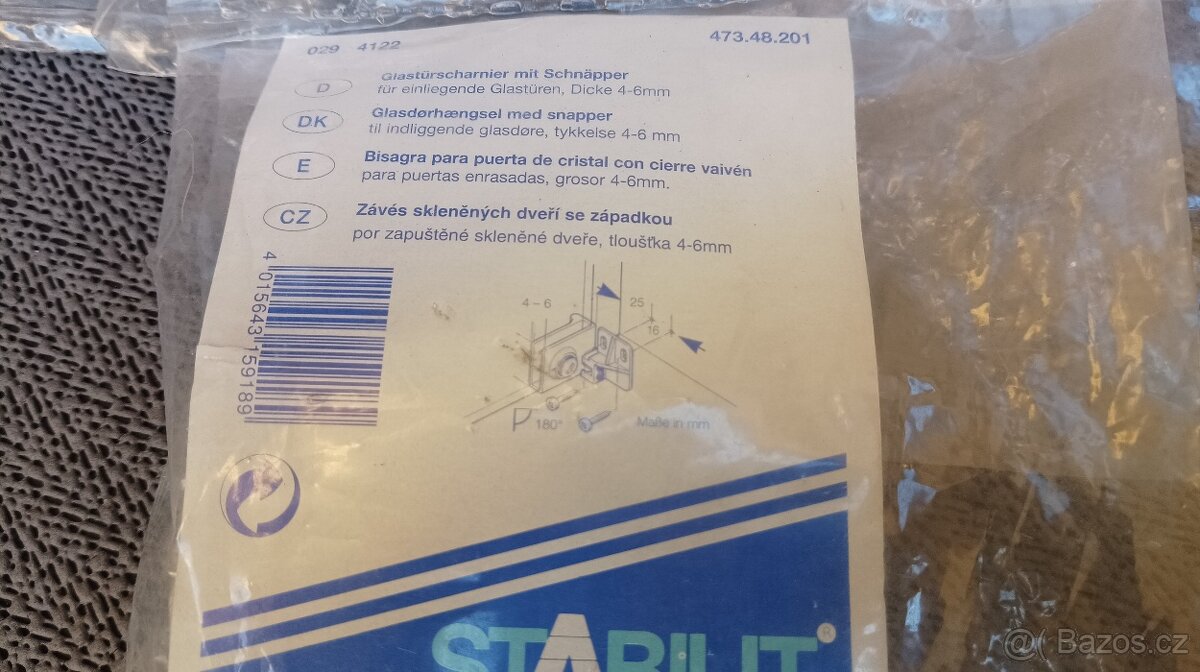 029 4122
473.48.201
D
Glastürscharnier mit Schnäpper
für einliegende Glastüren, Dicke 4-6mm
DK
Glasdørhængsel med snapper
til indliggende glasdøre, tykkelse 4-6 mm
E
Bisagra para puerta de cristal con cierre vaivén
para puertas enrasadas, grosor 4-6mm.
CZ
Závés skleněných dveří se západkou
por zapuštěné skleněné dveře, tloušťka 4-6mm
4 015643 159189
4-6
25
16
180°
Maße in mm
STABILIT®
@( Bazos.cz